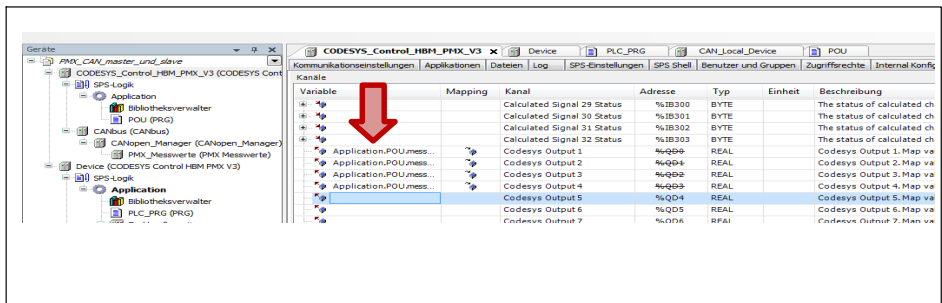 Geräte
PMX_CAN_master_und_slave
CODESYS_Control_HBM_PMX_V3 (CODESYS Cont
SPS-Logik
Application
Bibliotheksverwalter
POU (PRG)
CANbus (CANbus)
CANopen_Manager (CANopen_Manager)
PMX_Messwerte (PMX Messwerte)
Device (CODESYS Control HBM PMX V3)
SPS-Logik
Application
Bibliotheksverwalter
PLC_PRG (PRG)
CODESYS_Control_HBM_PMX_V3 Device PLC_PRG CAN_Local_Device POU
Kommunikationseinstellungen Applikationen Dateien Log SPS-Einstellungen SPS Shell Benutzer und Gruppen Zugriffsrechte Internal Konfig
Kanäle
Variable Mapping Kanal Adresse Typ Einheit Beschreibung
Calculated Signal 29 Status %IB300 BYTE The status of calculated ch
Calculated Signal 30 Status %IB301 BYTE The status of calculated ch
Calculated Signal 31 Status %IB302 BYTE The status of calculated ch
Calculated Signal 32 Status %IB303 BYTE The status of calculated ch
Application.POU.mess... Codesys Output 1 %QD0 REAL Codesys Output 1. Map va
Application.POU.mess... Codesys Output 2 %QD1 REAL Codesys Output 2. Map va
Application.POU.mess... Codesys Output 3 %QD2 REAL Codesys Output 3. Map va
Application.POU.mess... Codesys Output 4 %QD3 REAL Codesys Output 4. Map va
Codesys Output 5 %QD4 REAL Codesys Output 5. Map va
Codesys Output 6 %QD5 REAL Codesys Output 6. Map va
Codesys Output 7 %QD6 REAL Codesys Output 7. Map va